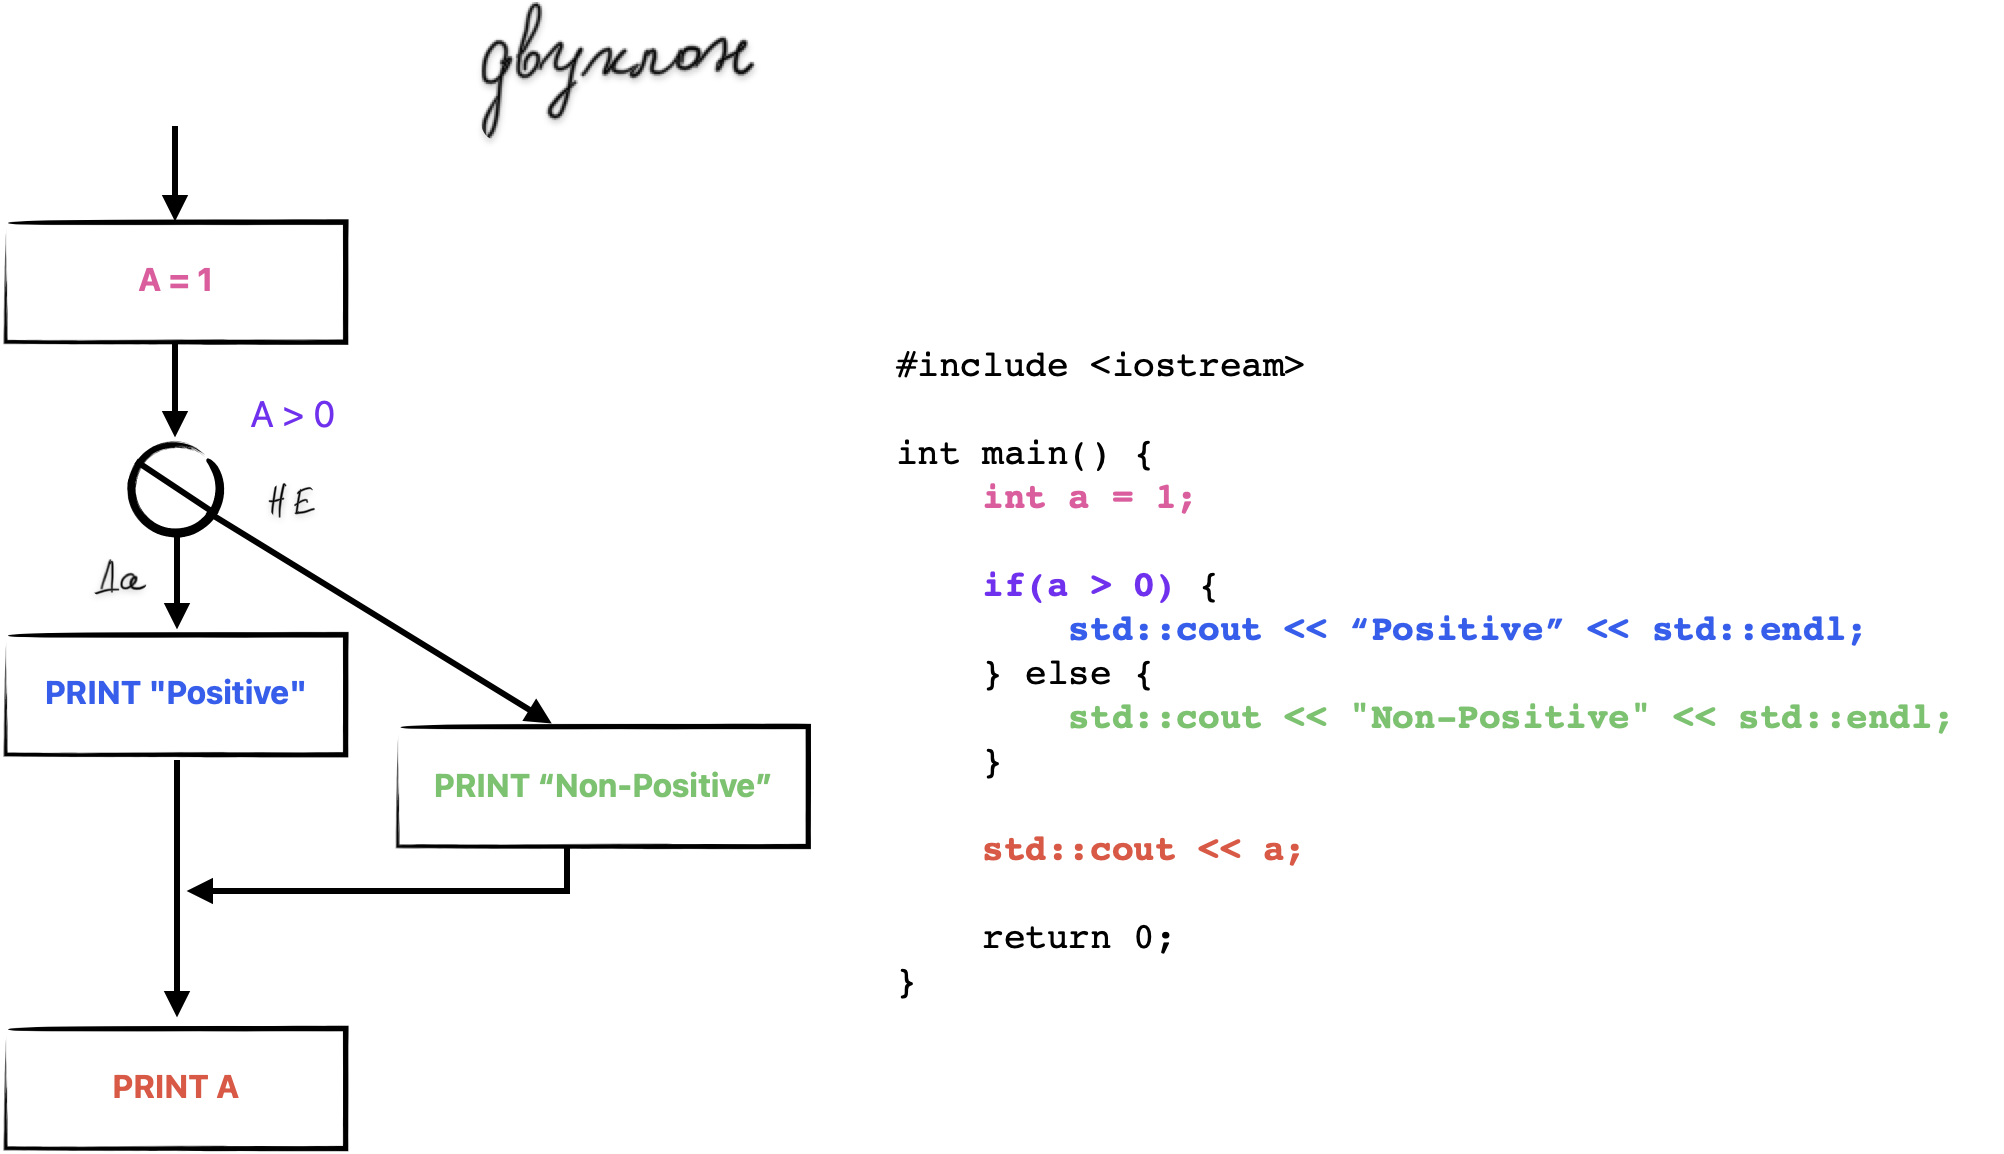 двуклон
A = 1
A > 0
НЕ
Да
PRINT "Positive"
PRINT “Non-Positive”
PRINT A
#include <iostream>
int main() {
    int a = 1;
    if(a > 0) {
        std::cout << “Positive” << std::endl;
    } else {
        std::cout << "Non-Positive" << std::endl;
    }
    std::cout << a;
    return 0;
}